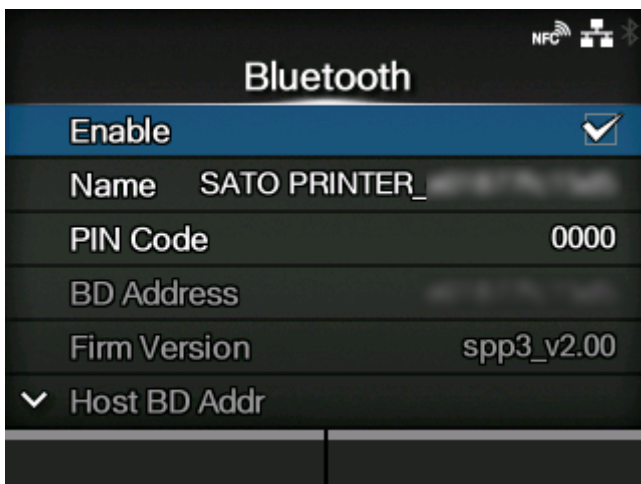 NFC
Bluetooth
Enable
Name SATO PRINTER_
PIN Code 0000
BD Address
Firm Version spp3_v2.00
Host BD Addr